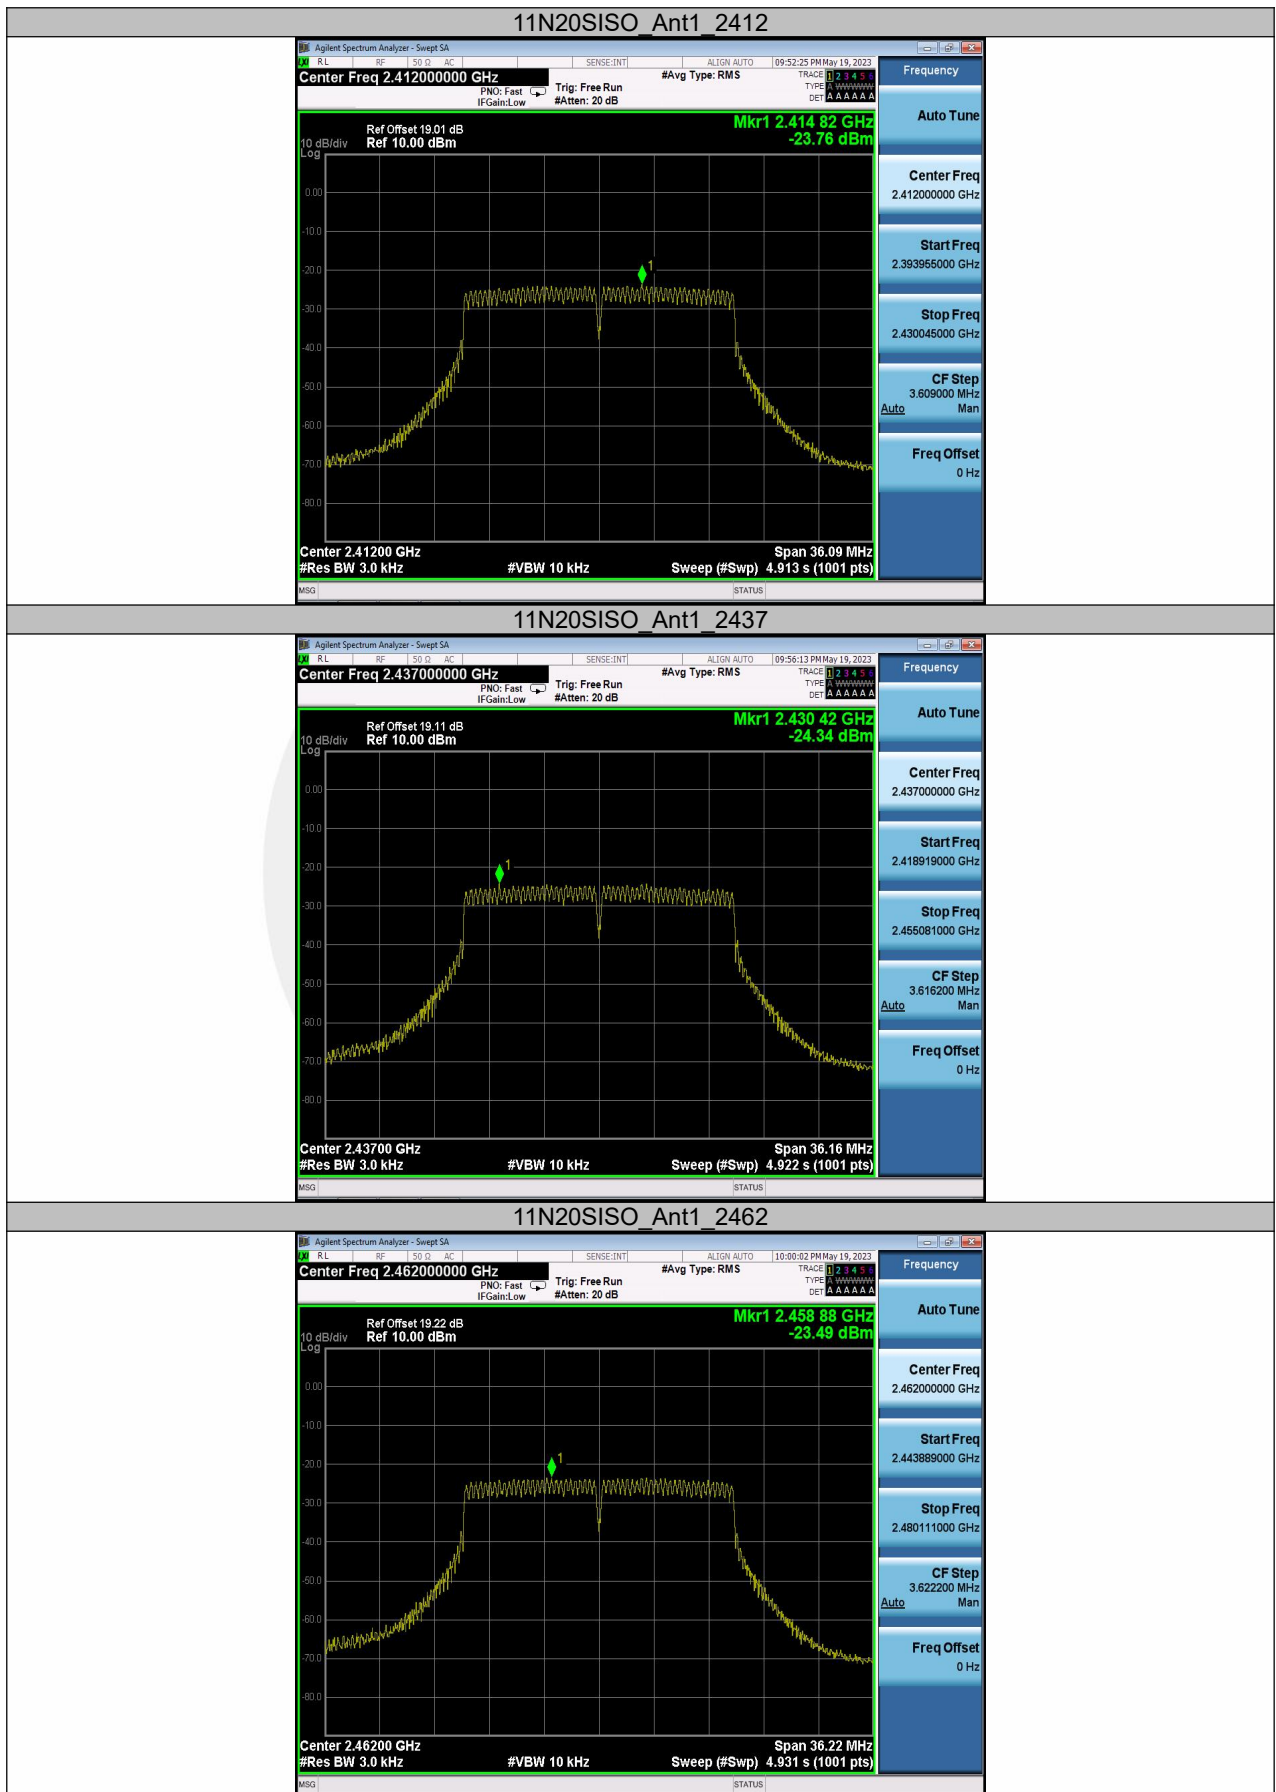 11N20SISO_Ant1_2412
Agilent Spectrum Analyzer - Swept SA
LXI RL RF 50 Ω AC SENSE:INT ALIGN AUTO 09:52:25 PM May 19, 2023
Center Freq 2.412000000 GHz #Avg Type: RMS TRACE 1 2 3 4 5 6
PNO: Fast Trig: Free Run TYPE A WWWWW
IFGain:Low #Atten: 20 dB DET A A A A A A
Frequency
Mkr1 2.414 82 GHz
-23.76 dBm
Ref Offset 19.01 dB
10 dB/div Ref 10.00 dBm
Log
0.00
-10.0
-20.0
-30.0
-40.0
-50.0
-60.0
-70.0
-80.0
1
Center 2.41200 GHz Span 36.09 MHz
#Res BW 3.0 kHz #VBW 10 kHz Sweep (#Swp) 4.913 s (1001 pts)
MSG STATUS
Auto Tune
Center Freq
2.412000000 GHz
Start Freq
2.393955000 GHz
Stop Freq
2.430045000 GHz
CF Step
3.609000 MHz
Auto Man
Freq Offset
0 Hz
11N20SISO_Ant1_2437
Agilent Spectrum Analyzer - Swept SA
LXI RL RF 50 Ω AC SENSE:INT ALIGN AUTO 09:56:13 PM May 19, 2023
Center Freq 2.437000000 GHz #Avg Type: RMS TRACE 1 2 3 4 5 6
PNO: Fast Trig: Free Run TYPE A WWWWW
IFGain:Low #Atten: 20 dB DET A A A A A A
Frequency
Mkr1 2.430 42 GHz
-24.34 dBm
Ref Offset 19.11 dB
10 dB/div Ref 10.00 dBm
Log
0.00
-10.0
-20.0
-30.0
-40.0
-50.0
-60.0
-70.0
-80.0
1
Center 2.43700 GHz Span 36.16 MHz
#Res BW 3.0 kHz #VBW 10 kHz Sweep (#Swp) 4.922 s (1001 pts)
MSG STATUS
Auto Tune
Center Freq
2.437000000 GHz
Start Freq
2.418919000 GHz
Stop Freq
2.455081000 GHz
CF Step
3.616200 MHz
Auto Man
Freq Offset
0 Hz
11N20SISO_Ant1_2462
Agilent Spectrum Analyzer - Swept SA
LXI RL RF 50 Ω AC SENSE:INT ALIGN AUTO 10:00:02 PM May 19, 2023
Center Freq 2.462000000 GHz #Avg Type: RMS TRACE 1 2 3 4 5 6
PNO: Fast Trig: Free Run TYPE A WWWWW
IFGain:Low #Atten: 20 dB DET A A A A A A
Frequency
Mkr1 2.458 88 GHz
-23.49 dBm
Ref Offset 19.22 dB
10 dB/div Ref 10.00 dBm
Log
0.00
-10.0
-20.0
-30.0
-40.0
-50.0
-60.0
-70.0
-80.0
1
Center 2.46200 GHz Span 36.22 MHz
#Res BW 3.0 kHz #VBW 10 kHz Sweep (#Swp) 4.931 s (1001 pts)
MSG STATUS
Auto Tune
Center Freq
2.462000000 GHz
Start Freq
2.443889000 GHz
Stop Freq
2.480111000 GHz
CF Step
3.622200 MHz
Auto Man
Freq Offset
0 Hz